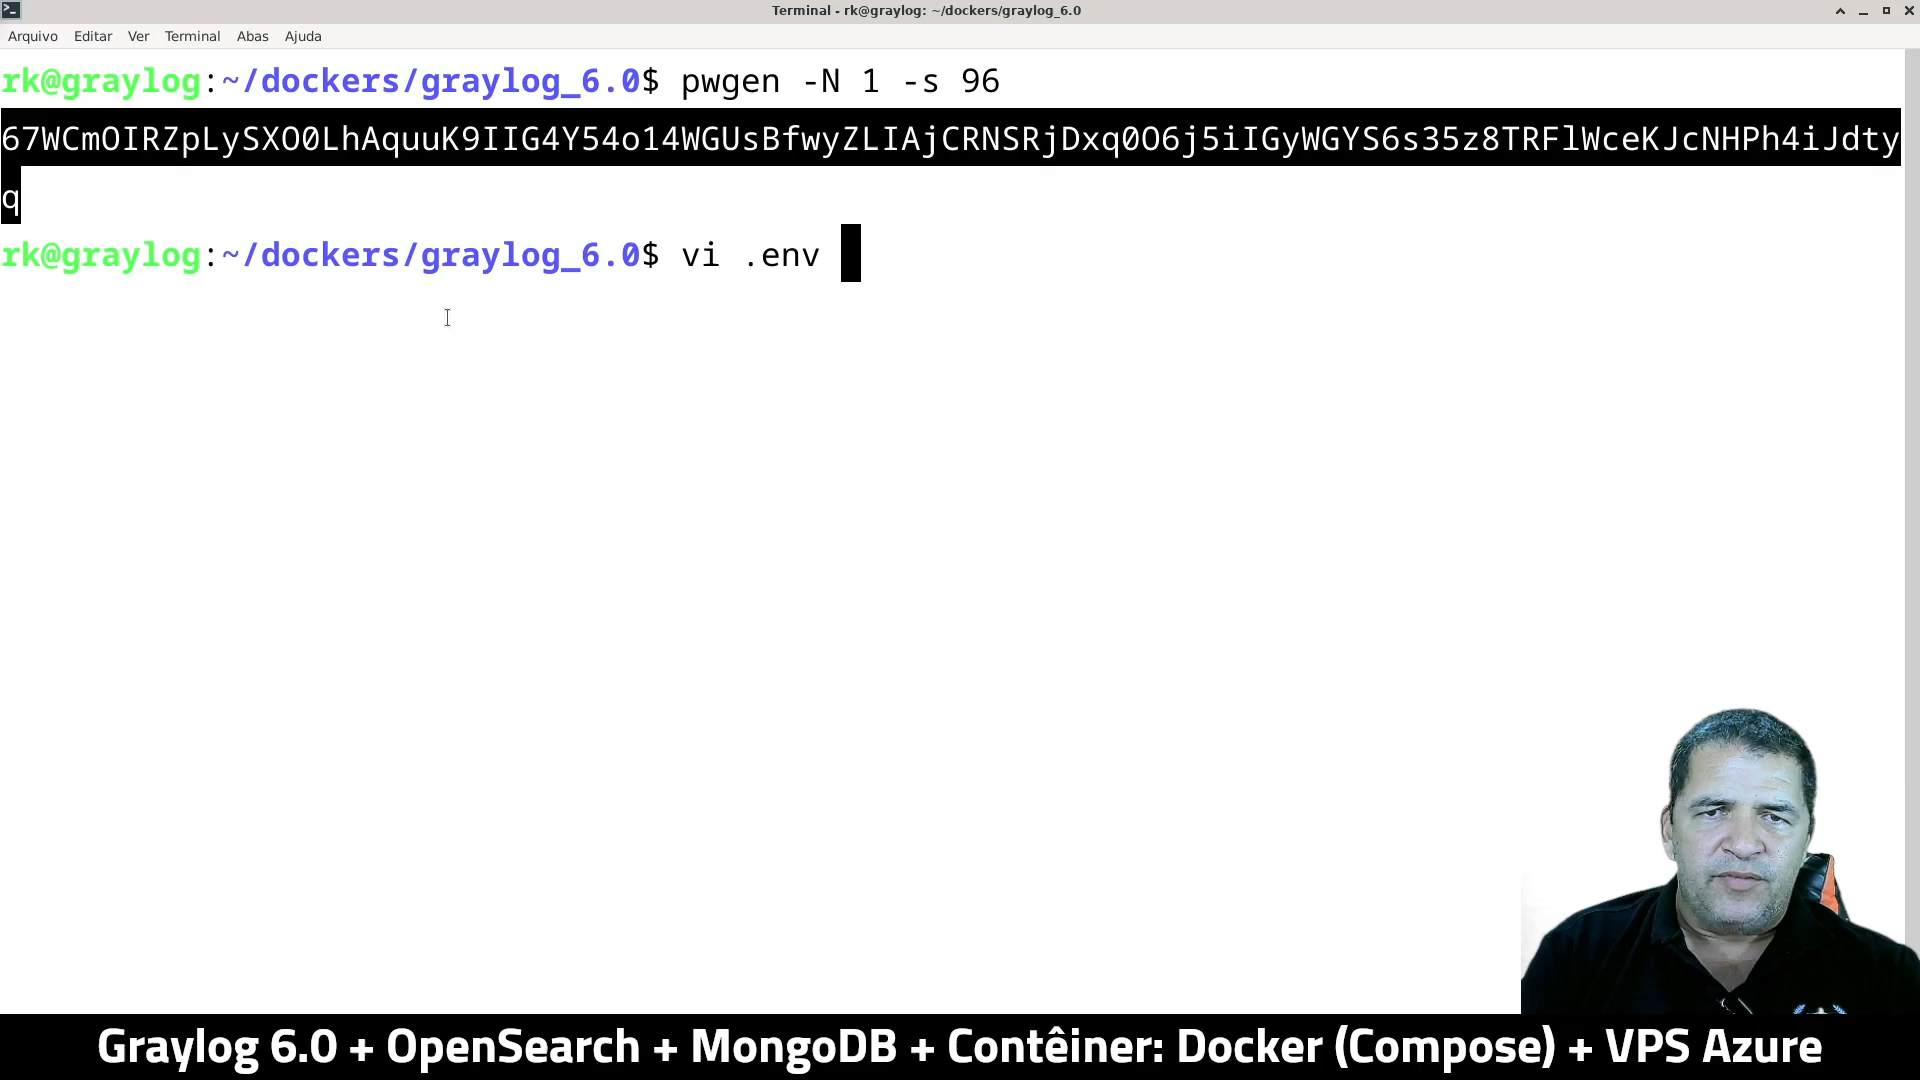 Terminal - rk@graylog: ~/dockers/graylog_6.0
Arquivo Editar Ver Terminal Abas Ajuda
rk@graylog:~/dockers/graylog_6.0$ pwgen -N 1 -s 96
67WCmOIRZpLySXO0LhAquuK9IIG4Y54o14WGUsBfwyZLIAjCRNSRjDxq0O6j5iIGyWGYS6s35z8TRFlWceKJcNHPh4iJdty
q
rk@graylog:~/dockers/graylog_6.0$ vi .env
Graylog 6.0 + OpenSearch + MongoDB + Contêiner: Docker (Compose) + VPS Azure